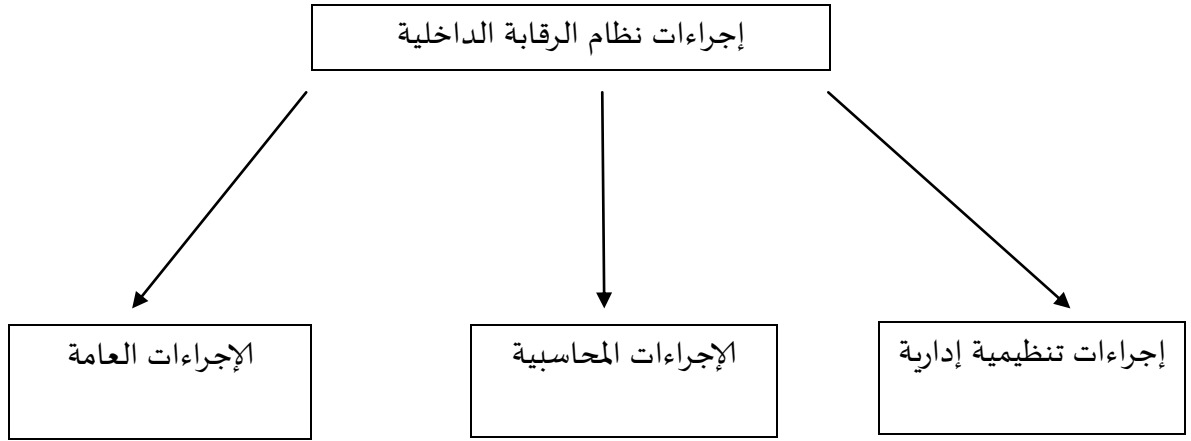 إجراءات نظام الرقابة الداخلية
إجراءات تنظيمية إدارية
الإجراءات المحاسبية
الإجراءات العامة